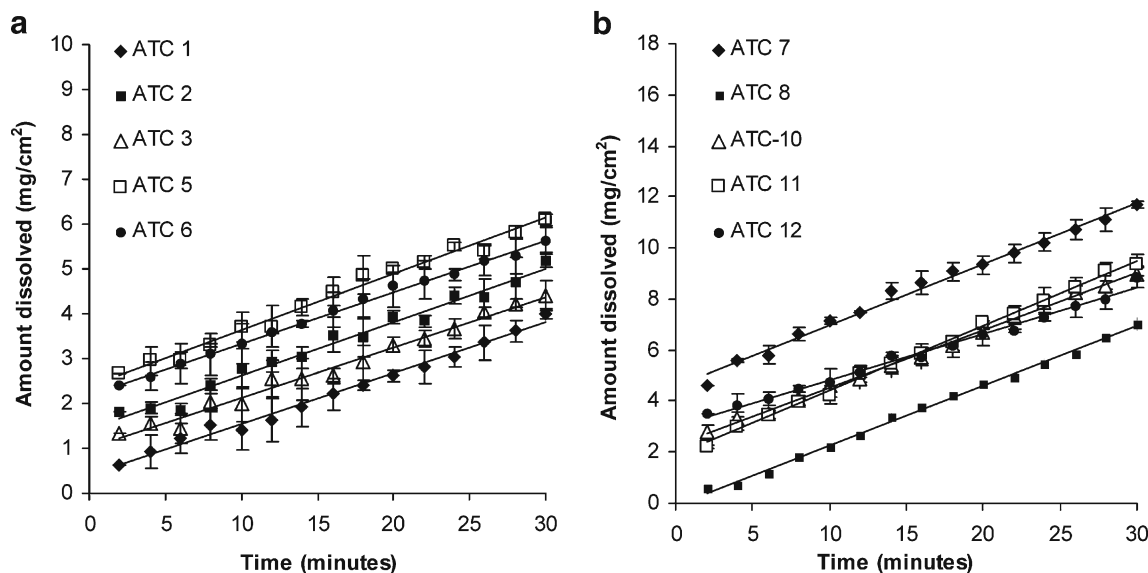 a
10
9
8
7
6
5
4
3
2
1
0
Amount dissolved (mg/cm²)
ATC 1
ATC 2
ATC 3
ATC 5
ATC 6
0 5 10 15 20 25 30
Time (minutes)
b
18
16
14
12
10
8
6
4
2
0
Amount dissolved (mg/cm²)
ATC 7
ATC 8
ATC-10
ATC 11
ATC 12
0 5 10 15 20 25 30
Time (minutes)